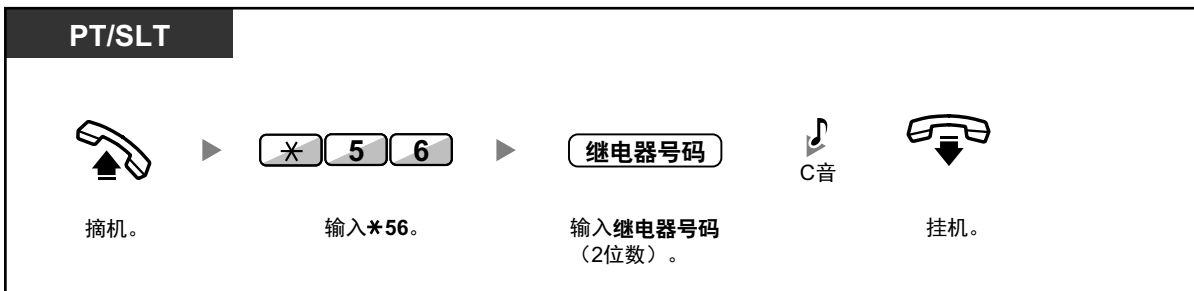 PT/SLT
5 6
继电器号码
C音
摘机。
输入✱56。
输入继电器号码
（2位数）。
挂机。